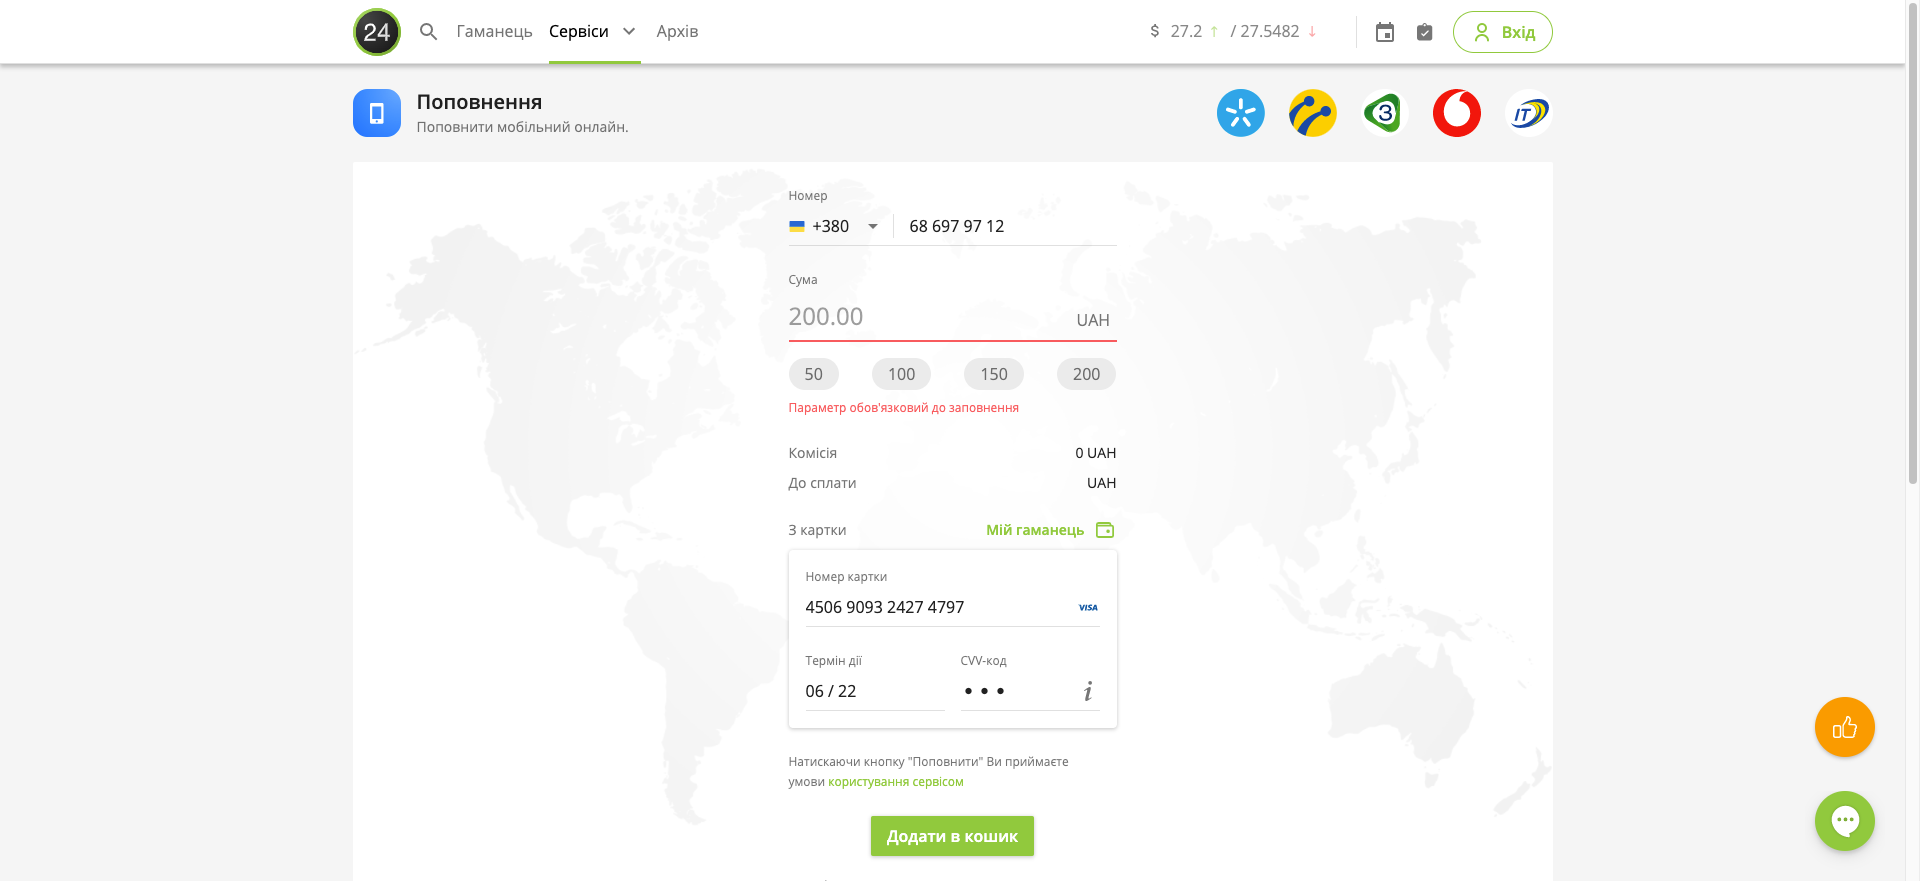 24 Гаманець Сервіси Архів $ 27.2 ↑ / 27.5482 ↓ Вхід
Поповнення
Поповнити мобільний онлайн.
3
ІТ
Номер
+380 68 697 97 12
Сума
200.00 UAH
50 100 150 200
Параметр обов'язковий до заповнення
Комісія 0 UAH
До сплати UAH
З картки Мій гаманець
Номер картки
4506 9093 2427 4797 VISA
Термін дії CVV-код
06 / 22 • • • i
Натискаючи кнопку "Поповнити" Ви приймаєте
умови користування сервісом
Додати в кошик